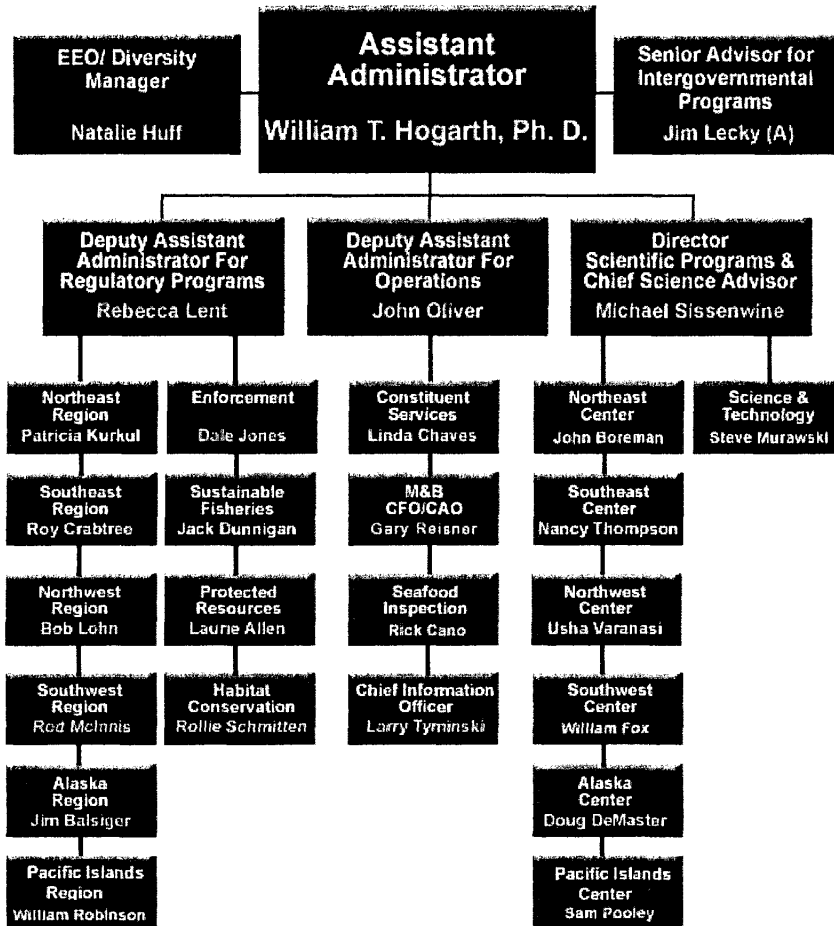 EEO/ Diversity
Manager
Natalie Huff
Assistant
Administrator
William T. Hogarth, Ph. D.
Senior Advisor for
Intergovernmental
Programs
Jim Lecky (A)
Deputy Assistant
Administrator For
Regulatory Programs
Rebecca Lent
Deputy Assistant
Administrator For
Operations
John Oliver
Director
Scientific Programs &
Chief Science Advisor
Michael Sissenwine
Northeast
Region
Patricia Kurkul
Southeast
Region
Roy Crabtree
Northwest
Region
Bob Lohn
Southwest
Region
Rod McInnis
Alaska
Region
Jim Balsiger
Pacific Islands
Region
William Robinson
Enforcement
Dale Jones
Sustainable
Fisheries
Jack Dunnigan
Protected
Resources
Laurie Allen
Habitat
Conservation
Rollie Schmitten
Constituent
Services
Linda Chaves
M&B
CFO/CAO
Gary Reisner
Seafood
Inspection
Rick Cano
Chief Information
Officer
Larry Tyminski
Northeast
Center
John Boreman
Southeast
Center
Nancy Thompson
Northwest
Center
Usha Varanasi
Southwest
Center
William Fox
Alaska
Center
Doug DeMaster
Pacific Islands
Center
Sam Pooley
Science &
Technology
Steve Murawski